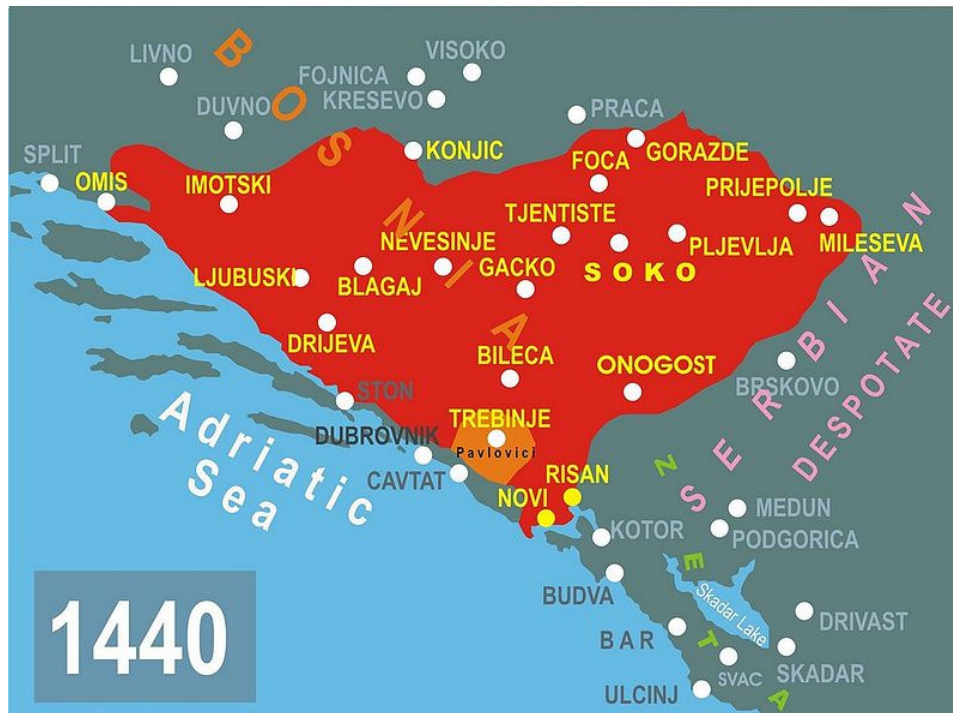 LIVNO
VISOKO
FOJNICA
KRESEVO
DUVNO
PRACA
BOSNIA
SPLIT
OMIS
IMOTSKI
KONJIC
FOCA
GORAZDE
PRIJEPOLJE
TJENTISTE
NEVESINJE
PLJEVLJA
MILESEVA
LJUBUSKI
BLAGAJ
GACKO
SOKO
DRIJEVA
BILECA
ONOGOST
BRSKOVO
SERBIAN
DESPOTATE
STON
Adriatic
Sea
DUBROVNIK
TREBINJE
Pavlovici
CAVTAT
NOVI
RISAN
KOTOR
MEDUN
PODGORICA
ZETA
BUDVA
Skadar Lake
BAR
DRIVAST
SVAC
SKADAR
ULCINJ
1440